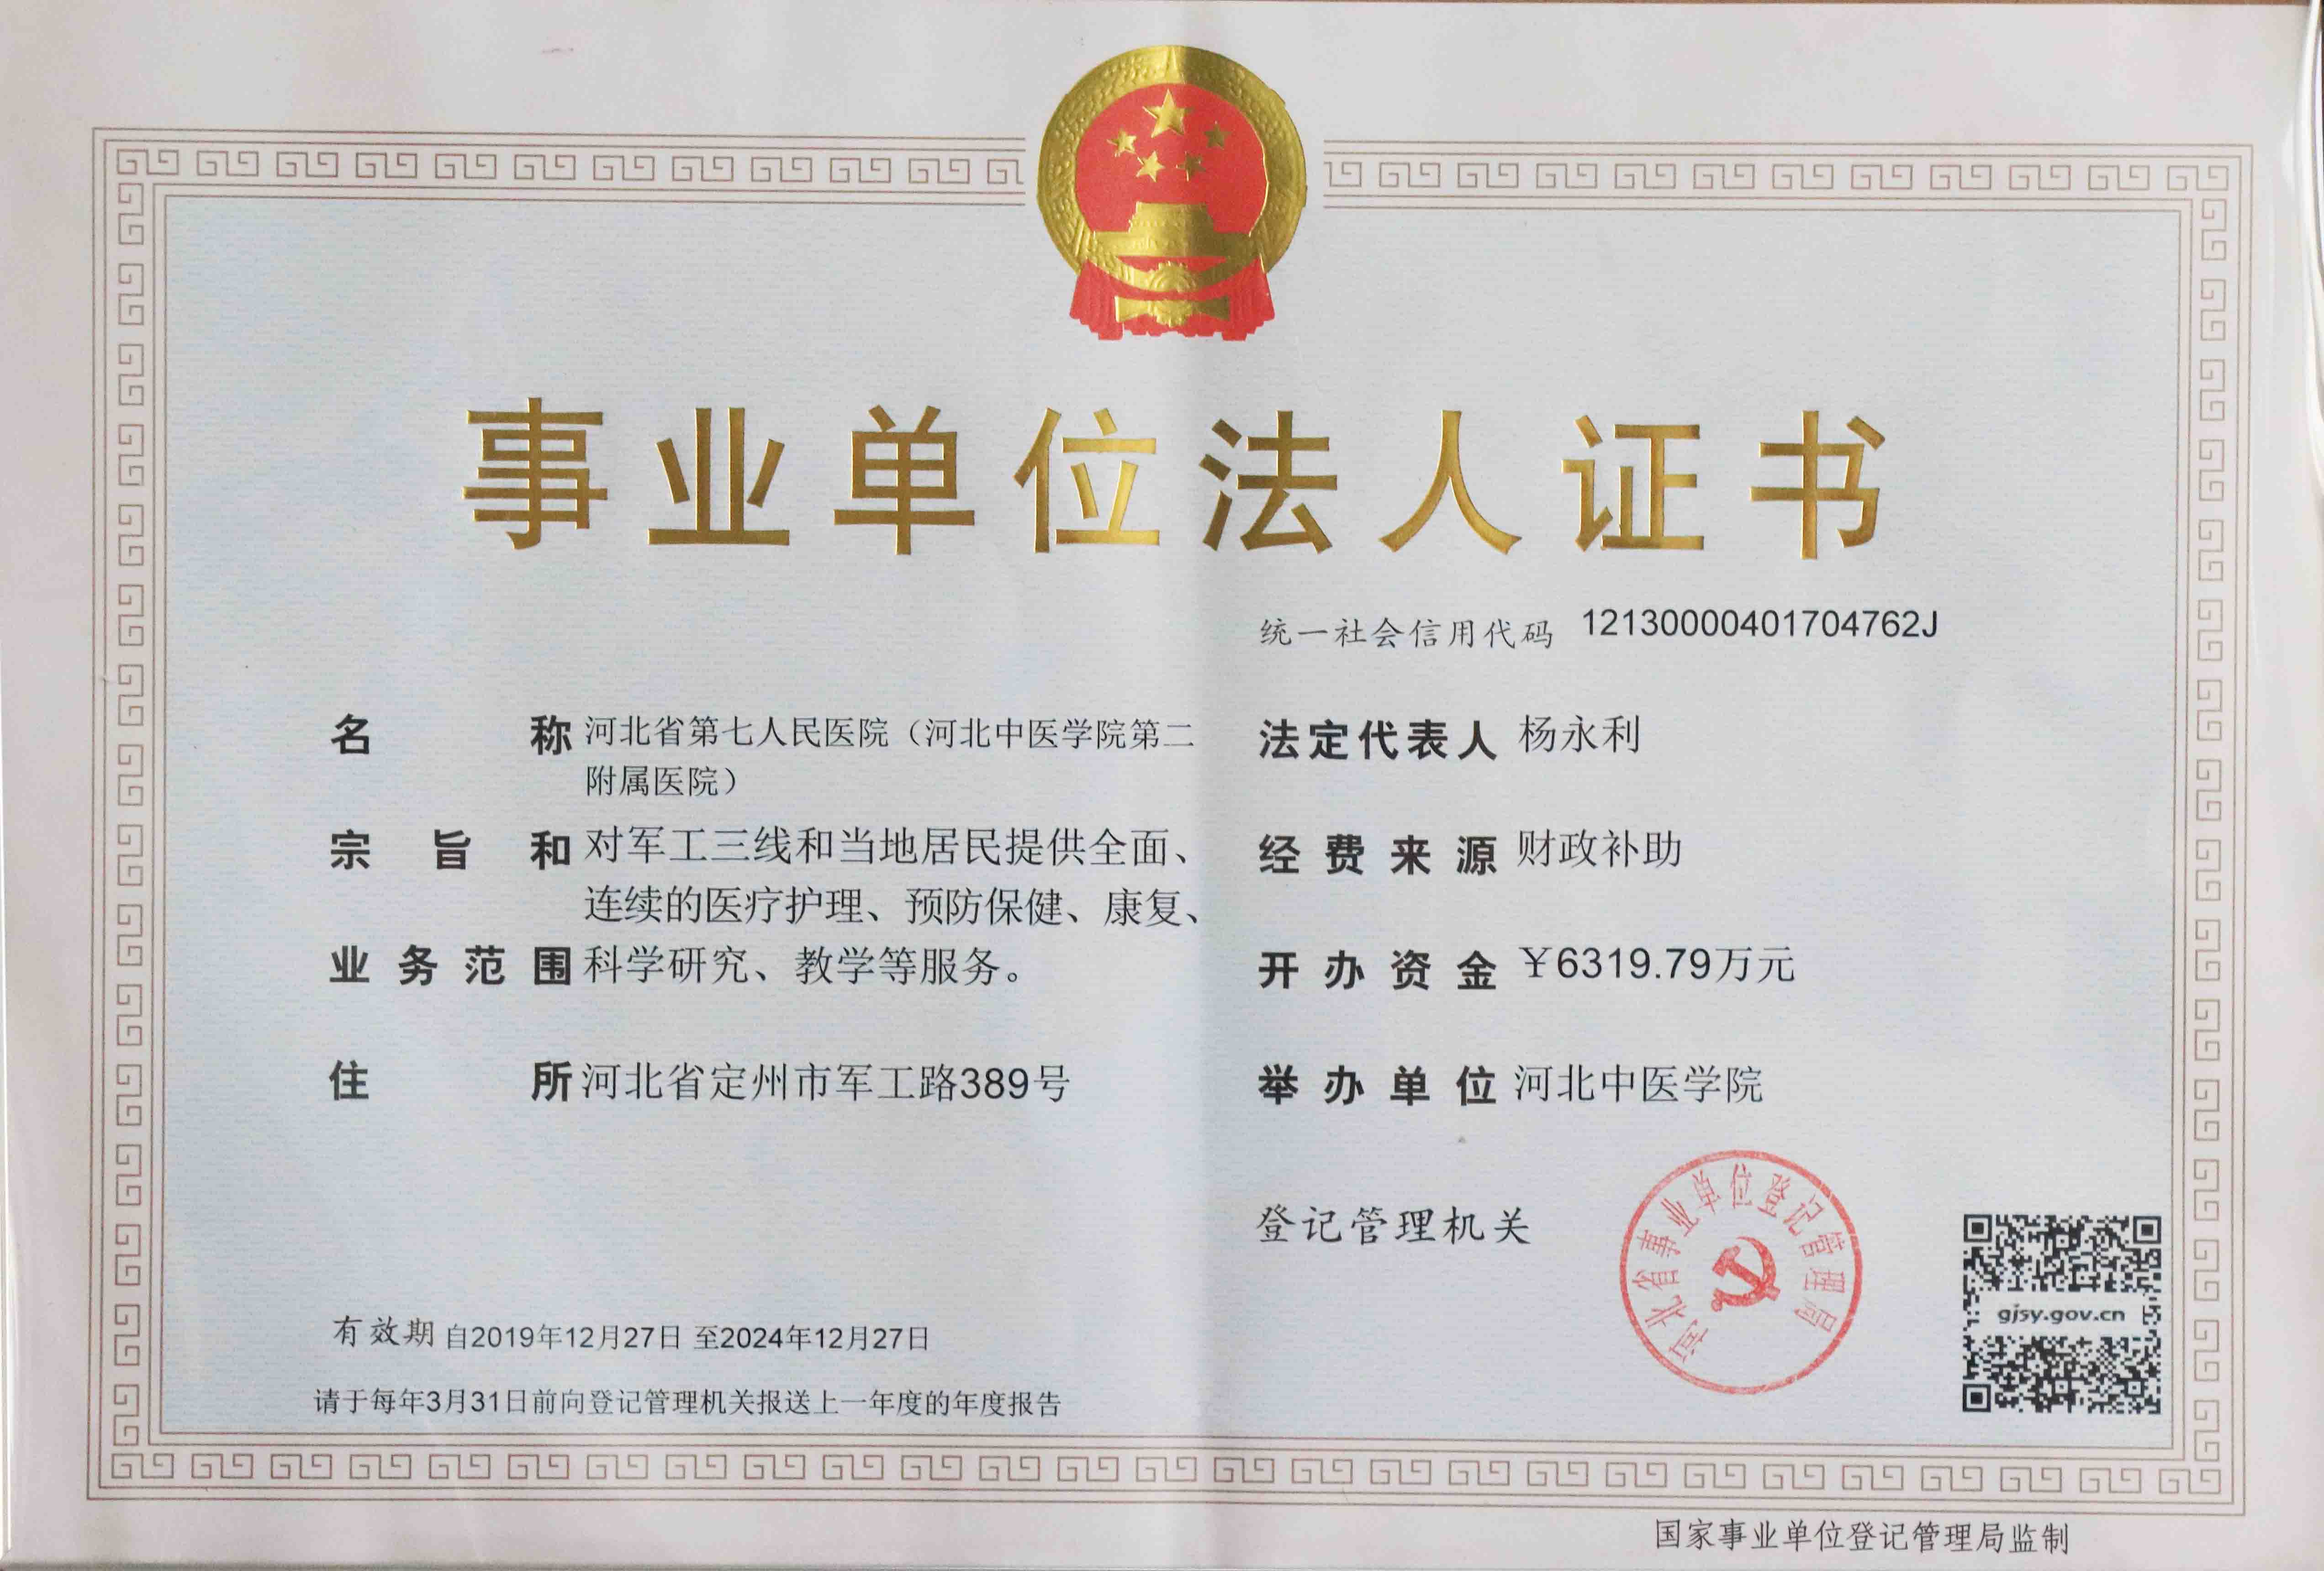 事业单位法人证书
统一社会信用代码 12130000401704762J
名称 河北省第七人民医院（河北中医学院第二
附属医院）
宗旨和 对军工三线和当地居民提供全面、
连续的医疗护理、预防保健、康复、
业务范围 科学研究、教学等服务。
住所 河北省定州市军工路389号
法定代表人 杨永利
经费来源 财政补助
开办资金 ￥6319.79万元
举办单位 河北中医学院
登记管理机关
河北省事业单位登记管理局
gjsy.gov.cn
有效期 自2019年12月27日 至2024年12月27日
请于每年3月31日前向登记管理机关报送上一年度的年度报告
国家事业单位登记管理局监制